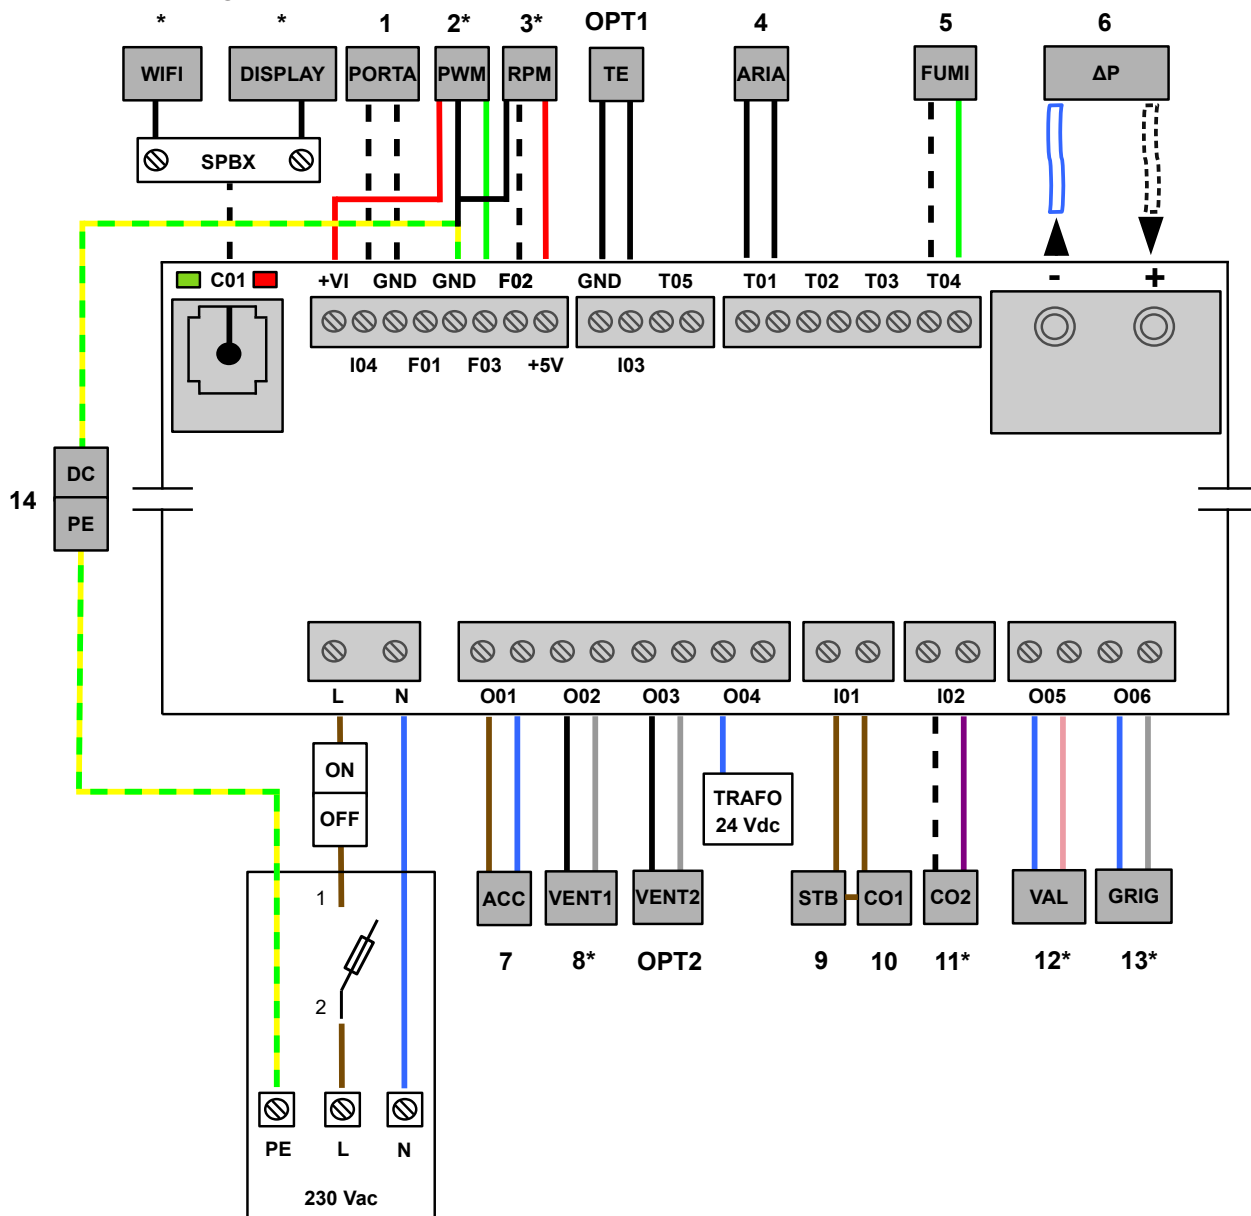 * * 1 2* 3* OPT1 4 5 6
WIFI DISPLAY PORTA PWM RPM TE ARIA FUMI ΔP
SPBX
C01 +VI GND GND F02 GND T05 T01 T02 T03 T04 - +
I04 F01 F03 +5V I03
DC
14
PE
L N O01 O02 O03 O04 I01 I02 O05 O06
ON
OFF
TRAFO
24 Vdc
1
ACC VENT1 VENT2 STB CO1 CO2 VAL GRIG
7 8* OPT2 9 10 11* 12* 13*
2
PE L N
230 Vac